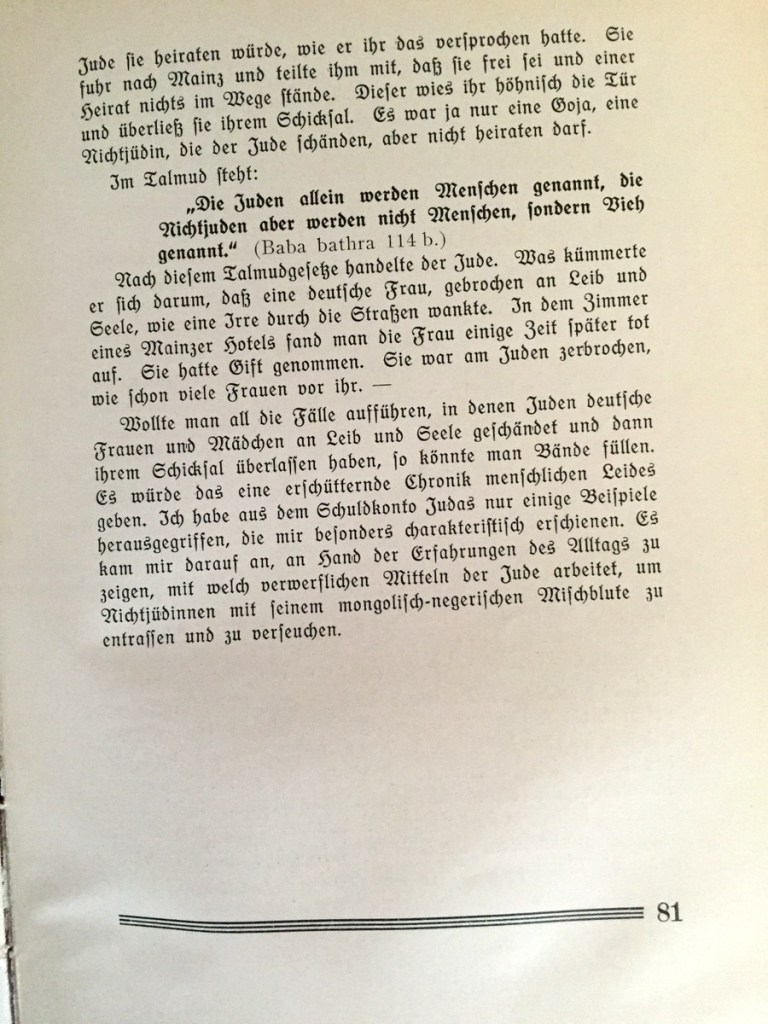 Jude sie heiraten würde, wie er ihr das versprochen hatte. Sie
fuhr nach Mainz und teilte ihm mit, daß sie frei sei und einer
Heirat nichts im Wege stände. Dieser wies ihr höhnisch die Tür
und überließ sie ihrem Schicksal. Es war ja nur eine Goja, eine
Nichtjüdin, die der Jude schänden, aber nicht heiraten darf.
Im Talmud steht:
„Die Juden allein werden Menschen genannt, die
Nichtjuden aber werden nicht Menschen, sondern Vieh
genannt.“ (Baba bathra 114 b.)
Nach diesem Talmudgesetze handelte der Jude. Was kümmerte
er sich darum, daß eine deutsche Frau, gebrochen an Leib und
Seele, wie eine Irre durch die Straßen wankte. In dem Zimmer
eines Mainzer Hotels fand man die Frau einige Zeit später tot
auf. Sie hatte Gift genommen. Sie war am Juden zerbrochen,
wie schon viele Frauen vor ihr. —
Wollte man all die Fälle aufführen, in denen Juden deutsche
Frauen und Mädchen an Leib und Seele geschändet und dann
ihrem Schicksal überlassen haben, so könnte man Bände füllen.
Es würde das eine erschütternde Chronik menschlichen Leides
geben. Ich habe aus dem Schuldkonto Judas nur einige Beispiele
herausgegriffen, die mir besonders charakteristisch erschienen. Es
kam mir darauf an, an Hand der Erfahrungen des Alltags zu
zeigen, mit welch verwerflichen Mitteln der Jude arbeitet, um
Nichtjüdinnen mit seinem mongolisch-negerischen Mischblute zu
entrassen und zu verseuchen.
81